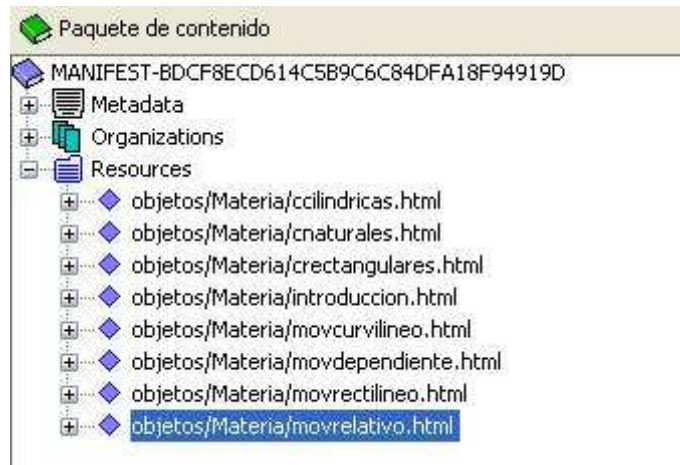 Paquete de contenido
MANIFEST-BDCF8ECD614C5B9C6C84DFA18F94919D
Metadata
Organizations
Resources
objetos/Materia/ccilindricas.html
objetos/Materia/cnaturales.html
objetos/Materia/crectangulares.html
objetos/Materia/introduccion.html
objetos/Materia/movcurvilineo.html
objetos/Materia/movdependiente.html
objetos/Materia/movrectilineo.html
objetos/Materia/movrelativo.html